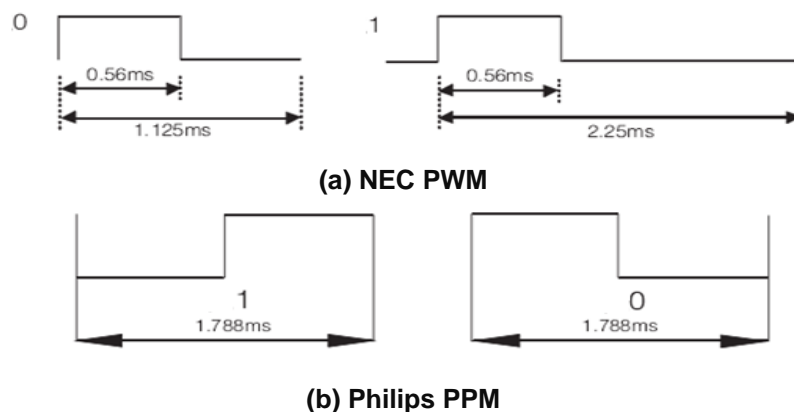 .0
.1
0.56ms
0.56ms
1.125ms
2.25ms
(a) NEC PWM
1
0
1.788ms
1.788ms
(b) Philips PPM